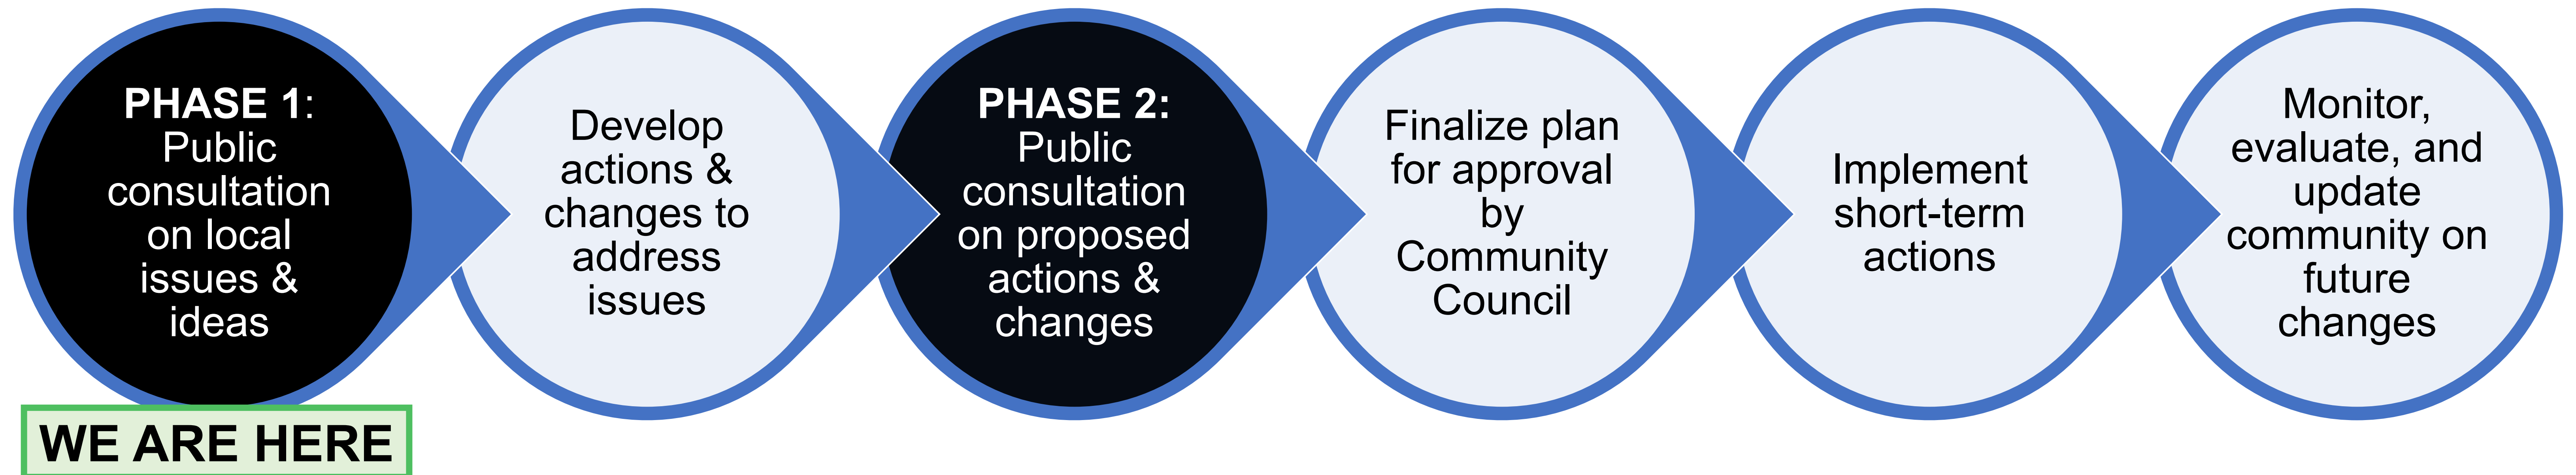 PHASE 1:
Public
consultation
on local
issues &
ideas
WE ARE HERE
Develop
actions &
changes to
address
issues
PHASE 2:
Public
consultation
on proposed
actions &
changes
Finalize plan
for approval
by
Community
Council
Implement
short-term
actions
Monitor,
evaluate, and
update
community on
future
changes